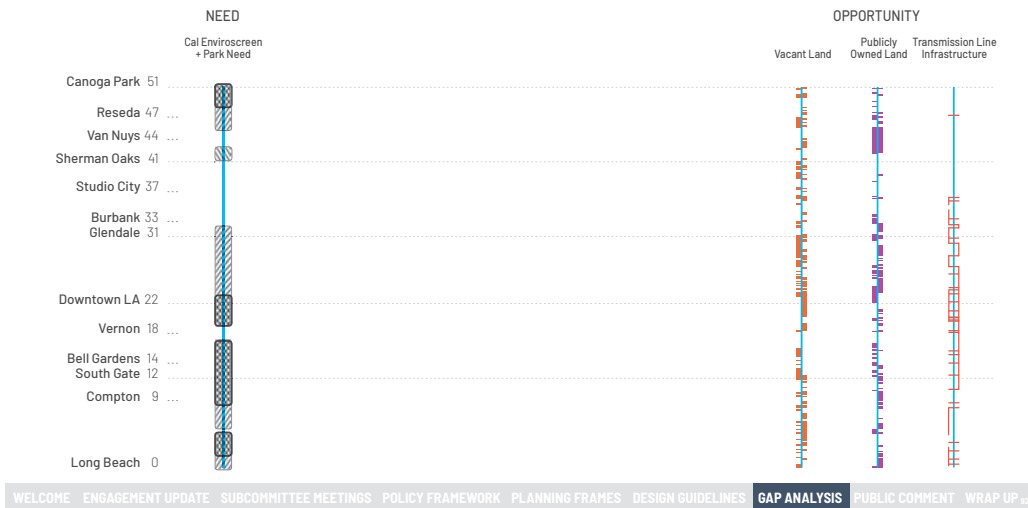 NEED
OPPORTUNITY
Cal Enviroscreen
+ Park Need
Vacant Land
Publicly
Owned Land
Transmission Line
Infrastructure
Canoga Park 51
Reseda 47 ...
Van Nuys 44 ...
Sherman Oaks 41
Studio City 37 ...
Burbank 33 ...
Glendale 31
Downtown LA 22
Vernon 18 ...
Bell Gardens 14 ...
South Gate 12
Compton 9 ...
Long Beach 0
WELCOME ENGAGEMENT UPDATE SUBCOMMITTEE MEETINGS POLICY FRAMEWORK PLANNING FRAMES DESIGN GUIDELINES GAP ANALYSIS PUBLIC COMMENT WRAP UP